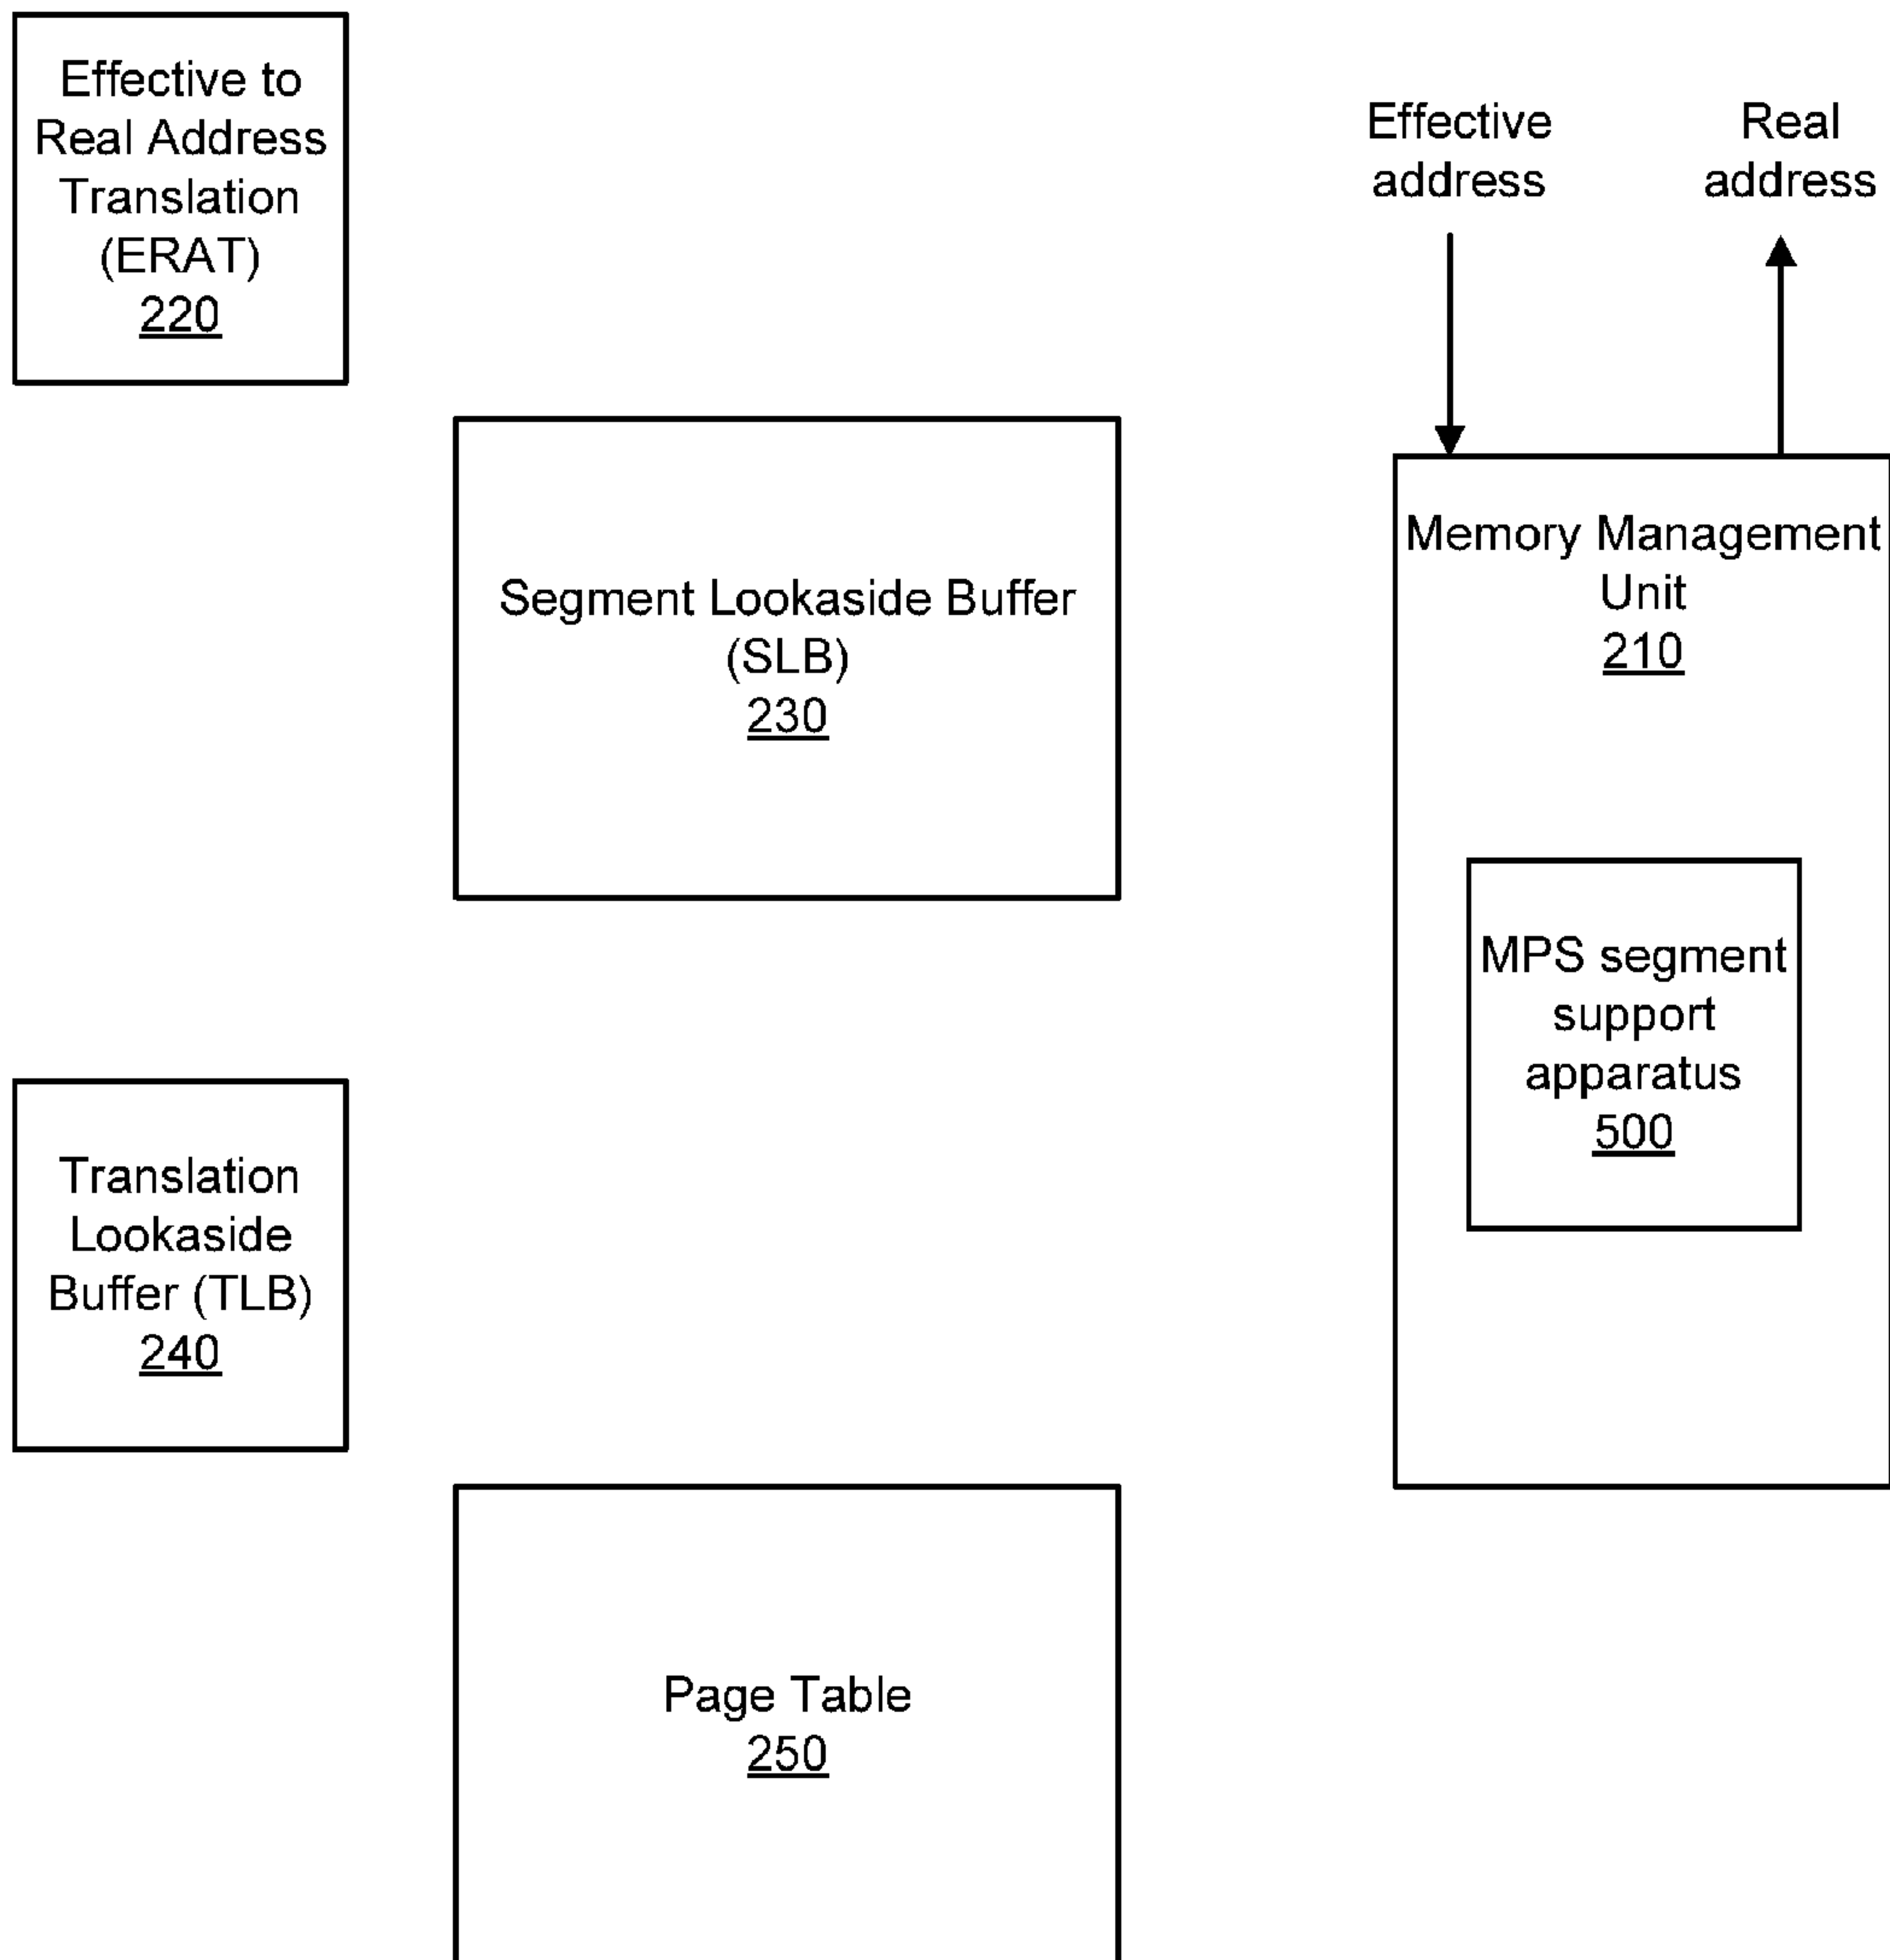 Effective to
Real Address
Translation
(ERAT)
220
Effective
address
Real
address
Segment Lookaside Buffer
(SLB)
230
Memory Management
Unit
210
MPS segment
support
apparatus
500
Translation
Lookaside
Buffer (TLB)
240
Page Table
250